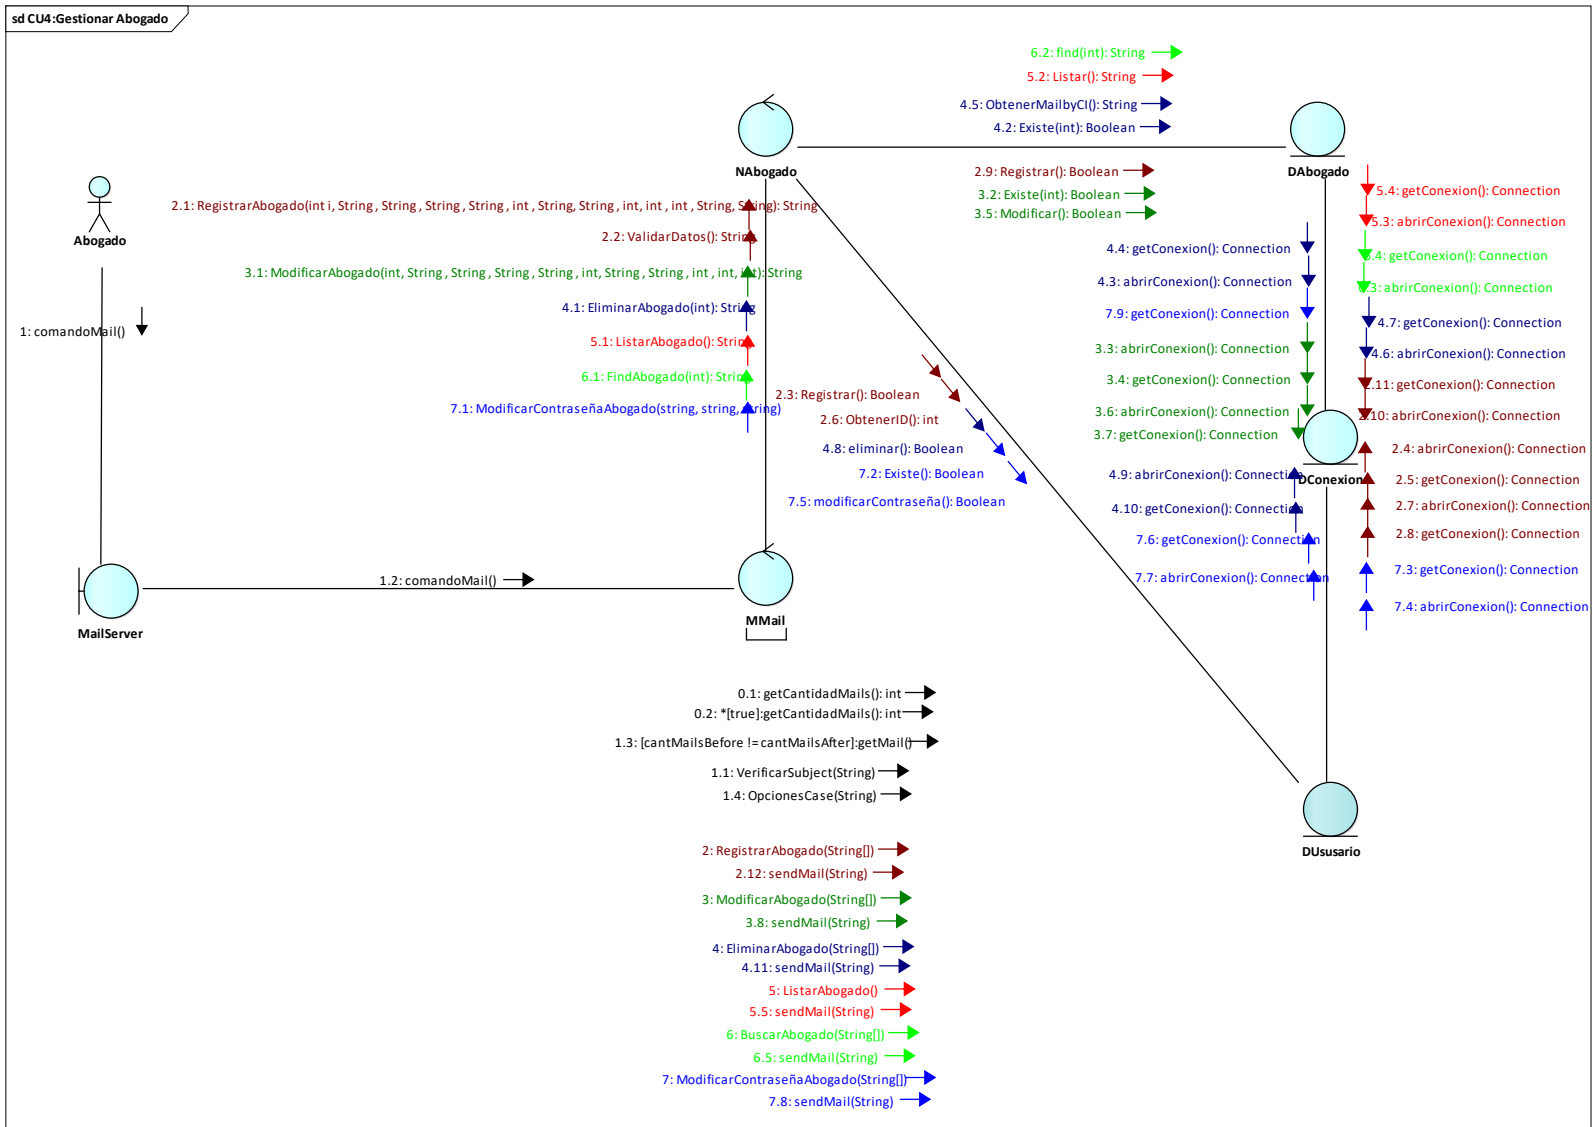 sd CU4:Gestionar Abogado
6.2: find(int): String
5.2: Listar(): String
4.5: ObtenerMailbyCI(): String
4.2: Existe(int): Boolean
NAbogado
DAbogado
2.9: Registrar(): Boolean
3.2: Existe(int): Boolean
3.5: Modificar(): Boolean
5.4: getConexion(): Connection
5.3: abrirConexion(): Connection
6.4: getConexion(): Connection
6.3: abrirConexion(): Connection
4.7: getConexion(): Connection
4.6: abrirConexion(): Connection
2.11: getConexion(): Connection
2.10: abrirConexion(): Connection
Abogado
2.1: RegistrarAbogado(int i, String , String , String , String , int , String, String , int, int , int , String, String): String
2.2: ValidarDatos(): String
3.1: ModificarAbogado(int, String , String , String , String , int, String , String , int , int, int): String
4.1: EliminarAbogado(int): String
5.1: ListarAbogado(): String
6.1: FindAbogado(int): String
7.1: ModificarContraseñaAbogado(string, string, string)
1: comandoMail()
4.4: getConexion(): Connection
4.3: abrirConexion(): Connection
7.9: getConexion(): Connection
3.3: abrirConexion(): Connection
3.4: getConexion(): Connection
3.6: abrirConexion(): Connection
3.7: getConexion(): Connection
2.3: Registrar(): Boolean
2.6: ObtenerID(): int
4.8: eliminar(): Boolean
7.2: Existe(): Boolean
7.5: modificarContraseña(): Boolean
DConexion
4.9: abrirConexion(): Connection
4.10: getConexion(): Connection
7.6: getConexion(): Connection
7.7: abrirConexion(): Connection
2.4: abrirConexion(): Connection
2.5: getConexion(): Connection
2.7: abrirConexion(): Connection
2.8: getConexion(): Connection
7.3: getConexion(): Connection
7.4: abrirConexion(): Connection
1.2: comandoMail()
MailServer
MMail
0.1: getCantidadMails(): int
0.2: *[true]:getCantidadMails(): int
1.3: [cantMailsBefore != cantMailsAfter]:getMail()
1.1: VerificarSubject(String)
1.4: OpcionesCase(String)
DUsusario
2: RegistrarAbogado(String[])
2.12: sendMail(String)
3: ModificarAbogado(String[])
3.8: sendMail(String)
4: EliminarAbogado(String[])
4.11: sendMail(String)
5: ListarAbogado()
5.5: sendMail(String)
6: BuscarAbogado(String[])
6.5: sendMail(String)
7: ModificarContraseñaAbogado(String[])
7.8: sendMail(String)